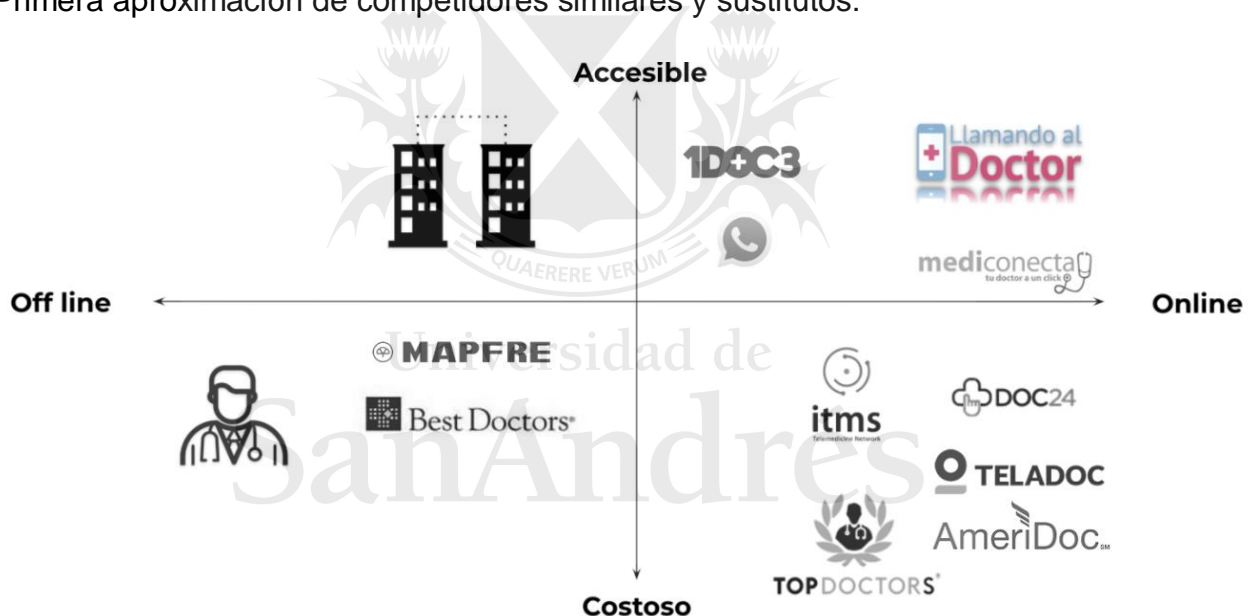 Primera aproximación de competidores similares y sustitutos.
Accesible
1DOC3
Llamando al
Doctor
QUAERERE VERUM
mediconecta
tu doctor a un click
Off line
Online
Universidad de
SanAndrés
MAPFRE
Best Doctors®
itms
Telemedicine Network
DOC24
TELADOC
AmeriDoc SM
TOPDOCTORS®
Costoso